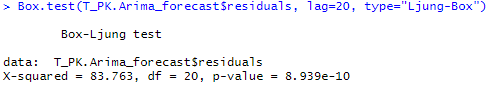 > Box.test(T_PK.Arima_forecast$residuals, lag=20, type="Ljung-Box")
Box-Ljung test
data:  T_PK.Arima_forecast$residuals
X-squared = 83.763, df = 20, p-value = 8.939e-10